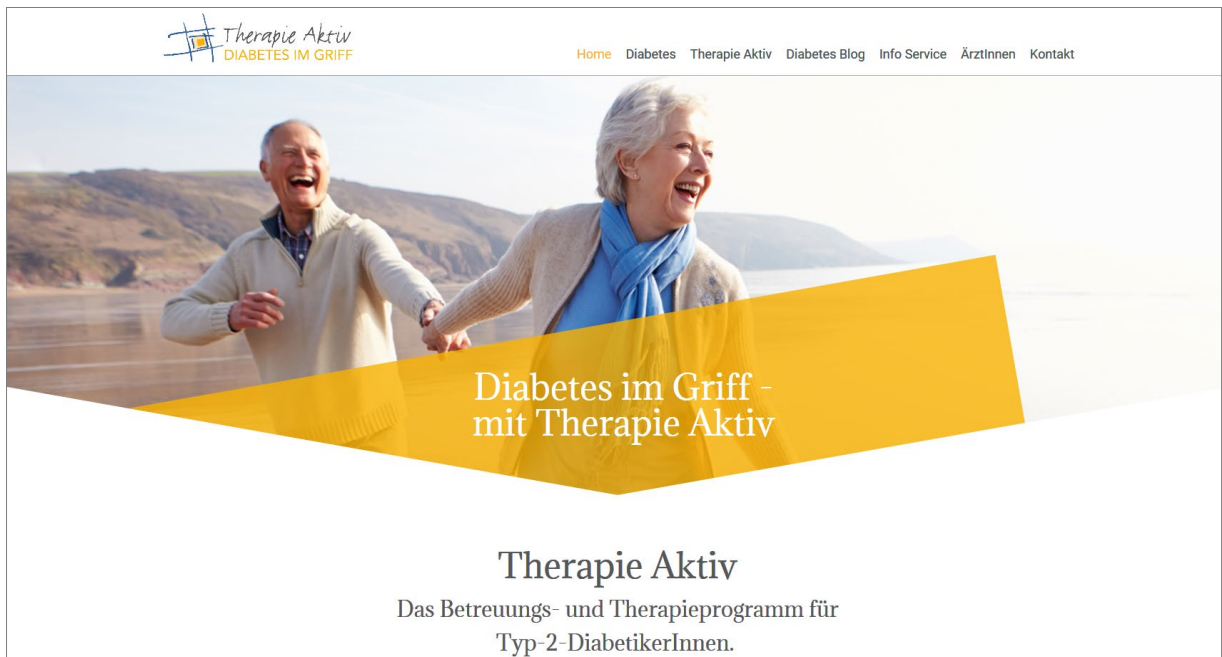 Therapie Aktiv
DIABETES IM GRIFF
Home Diabetes Therapie Aktiv Diabetes Blog Info Service ÄrztInnen Kontakt
Diabetes im Griff -
mit Therapie Aktiv
Therapie Aktiv
Das Betreuungs- und Therapieprogramm für
Typ-2-DiabetikerInnen.